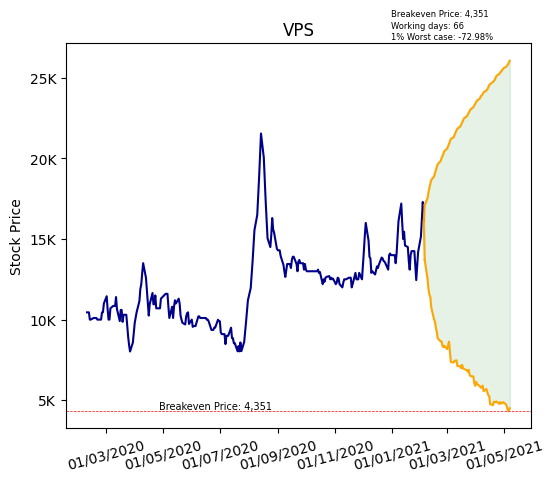 Breakeven Price: 4,351
Working days: 66
1% Worst case: -72.98%
VPS
25K
20K
15K
10K
5K
Stock Price
Breakeven Price: 4,351
01/03/2020
01/05/2020
01/07/2020
01/09/2020
01/11/2020
01/01/2021
01/03/2021
01/05/2021